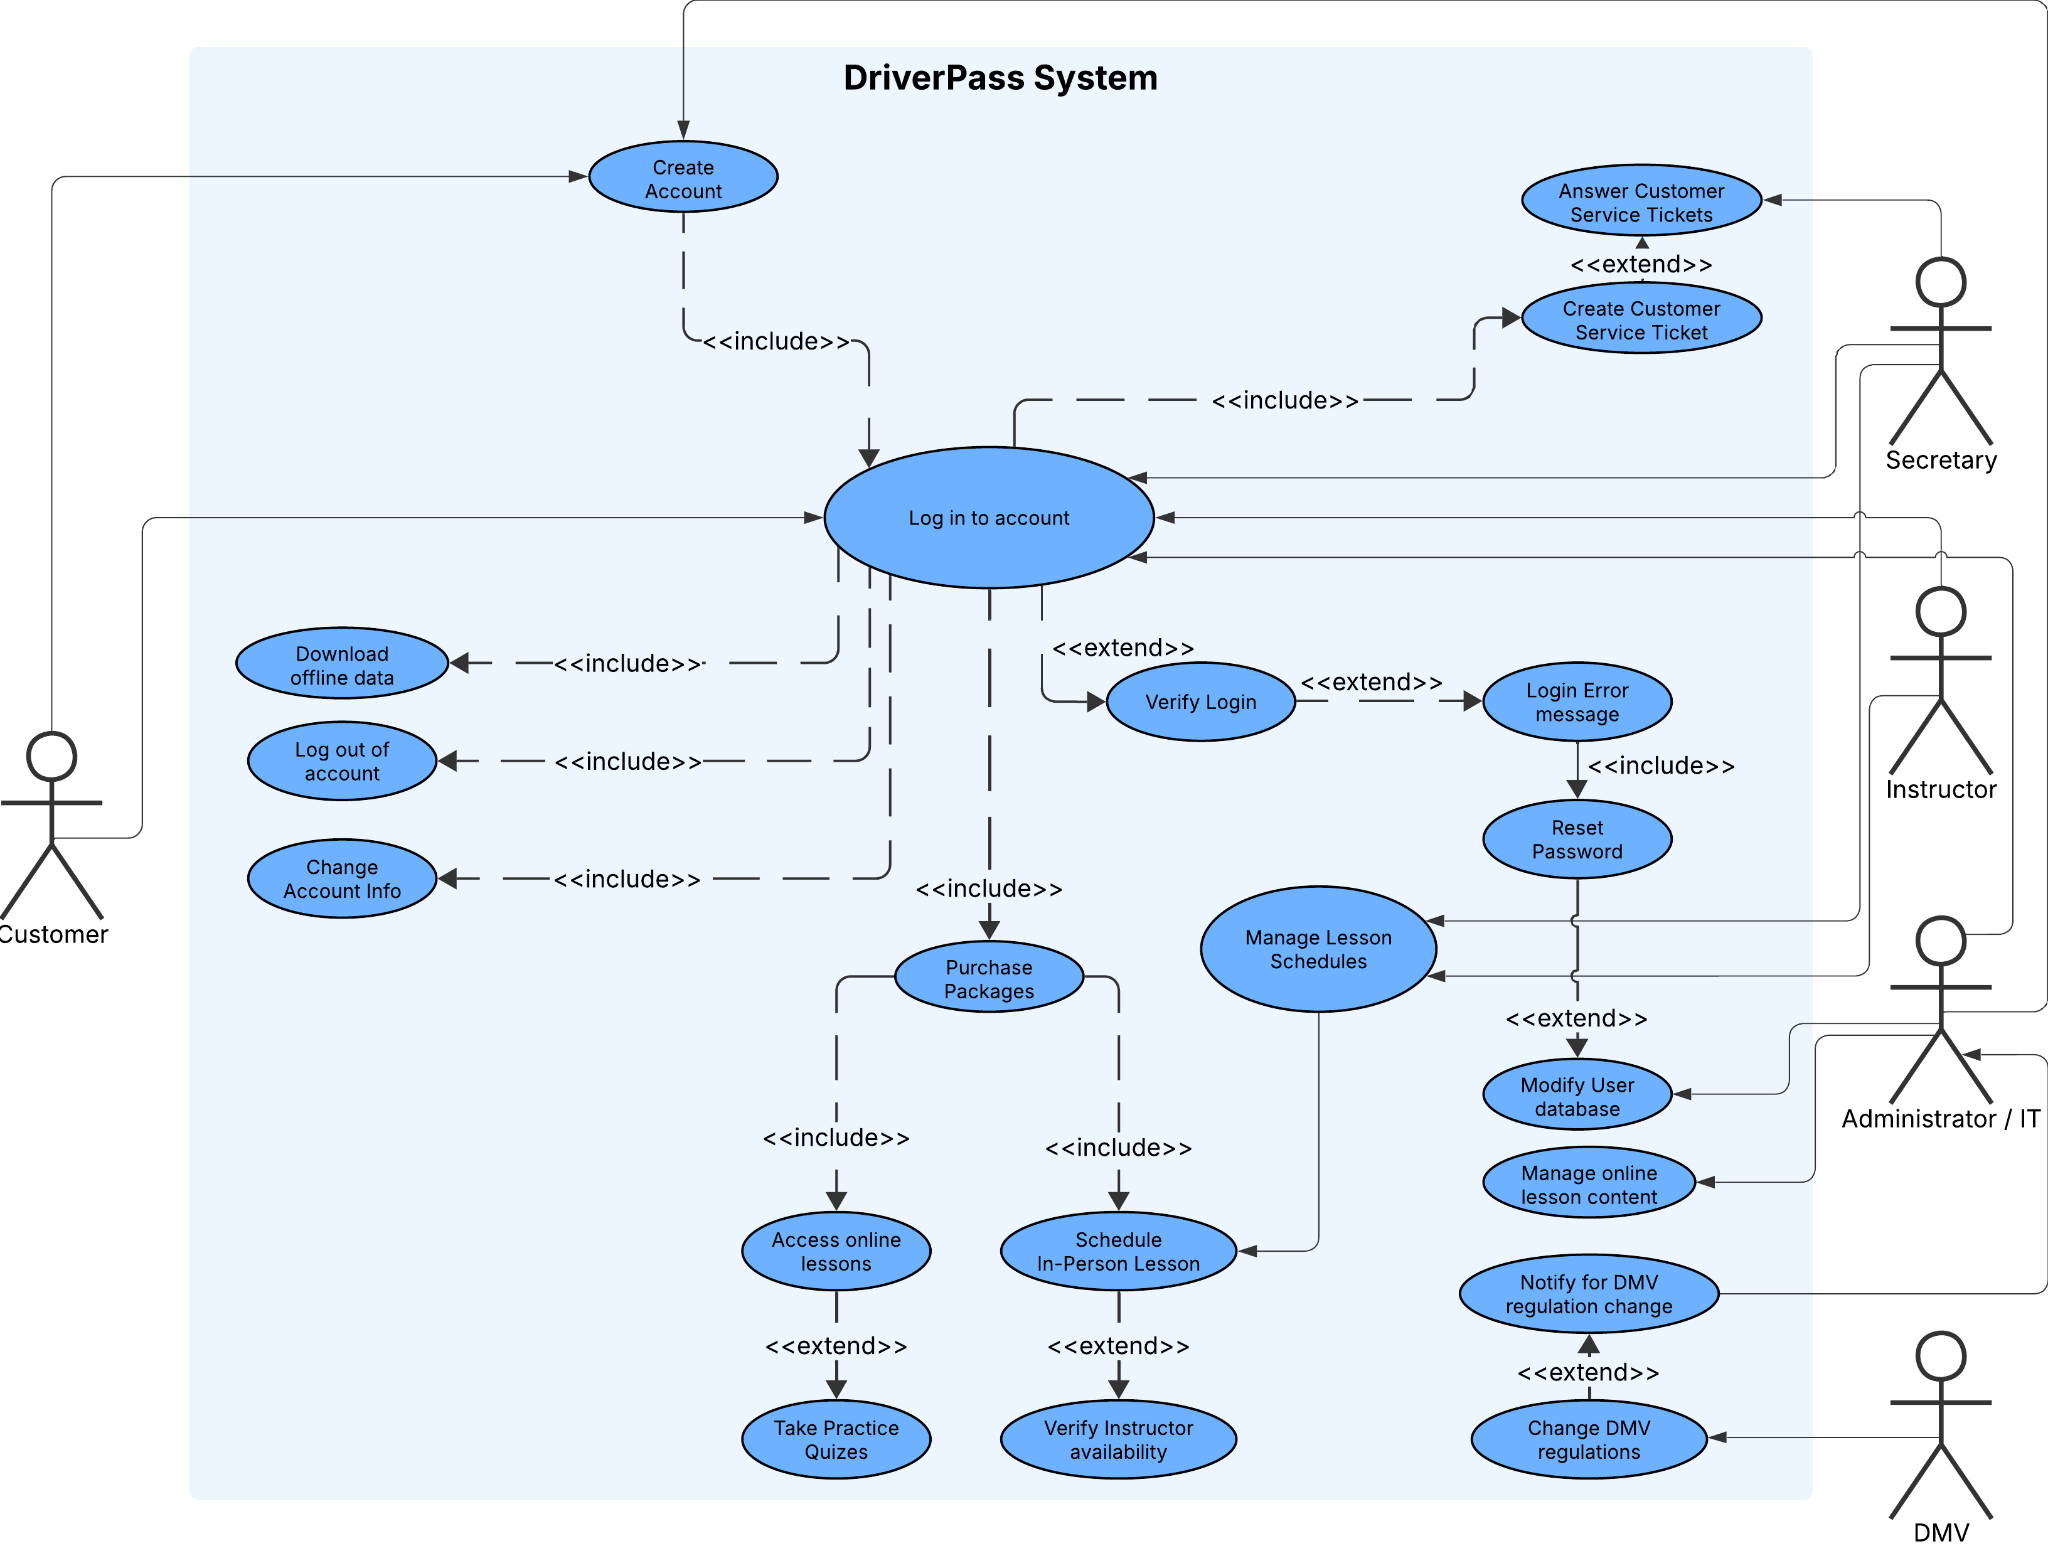 DriverPass System
Create
Account
Answer Customer
Service Tickets
<<extend>>
Create Customer
Service Ticket
<<include>>
<<include>>
Secretary
Log in to account
Download
offline data
<<include>>
<<extend>>
Verify Login
<<extend>>
Login Error
message
Log out of
account
<<include>>
<<include>>
Instructor
Reset
Password
Change
Account Info
<<include>>
<<include>>
Customer
Manage Lesson
Schedules
Purchase
Packages
<<extend>>
Modify User
database
Administrator / IT
<<include>>
<<include>>
Manage online
lesson content
Access online
lessons
Schedule
In-Person Lesson
Notify for DMV
regulation change
<<extend>>
<<extend>>
<<extend>>
Take Practice
Quizes
Verify Instructor
availability
Change DMV
regulations
DMV